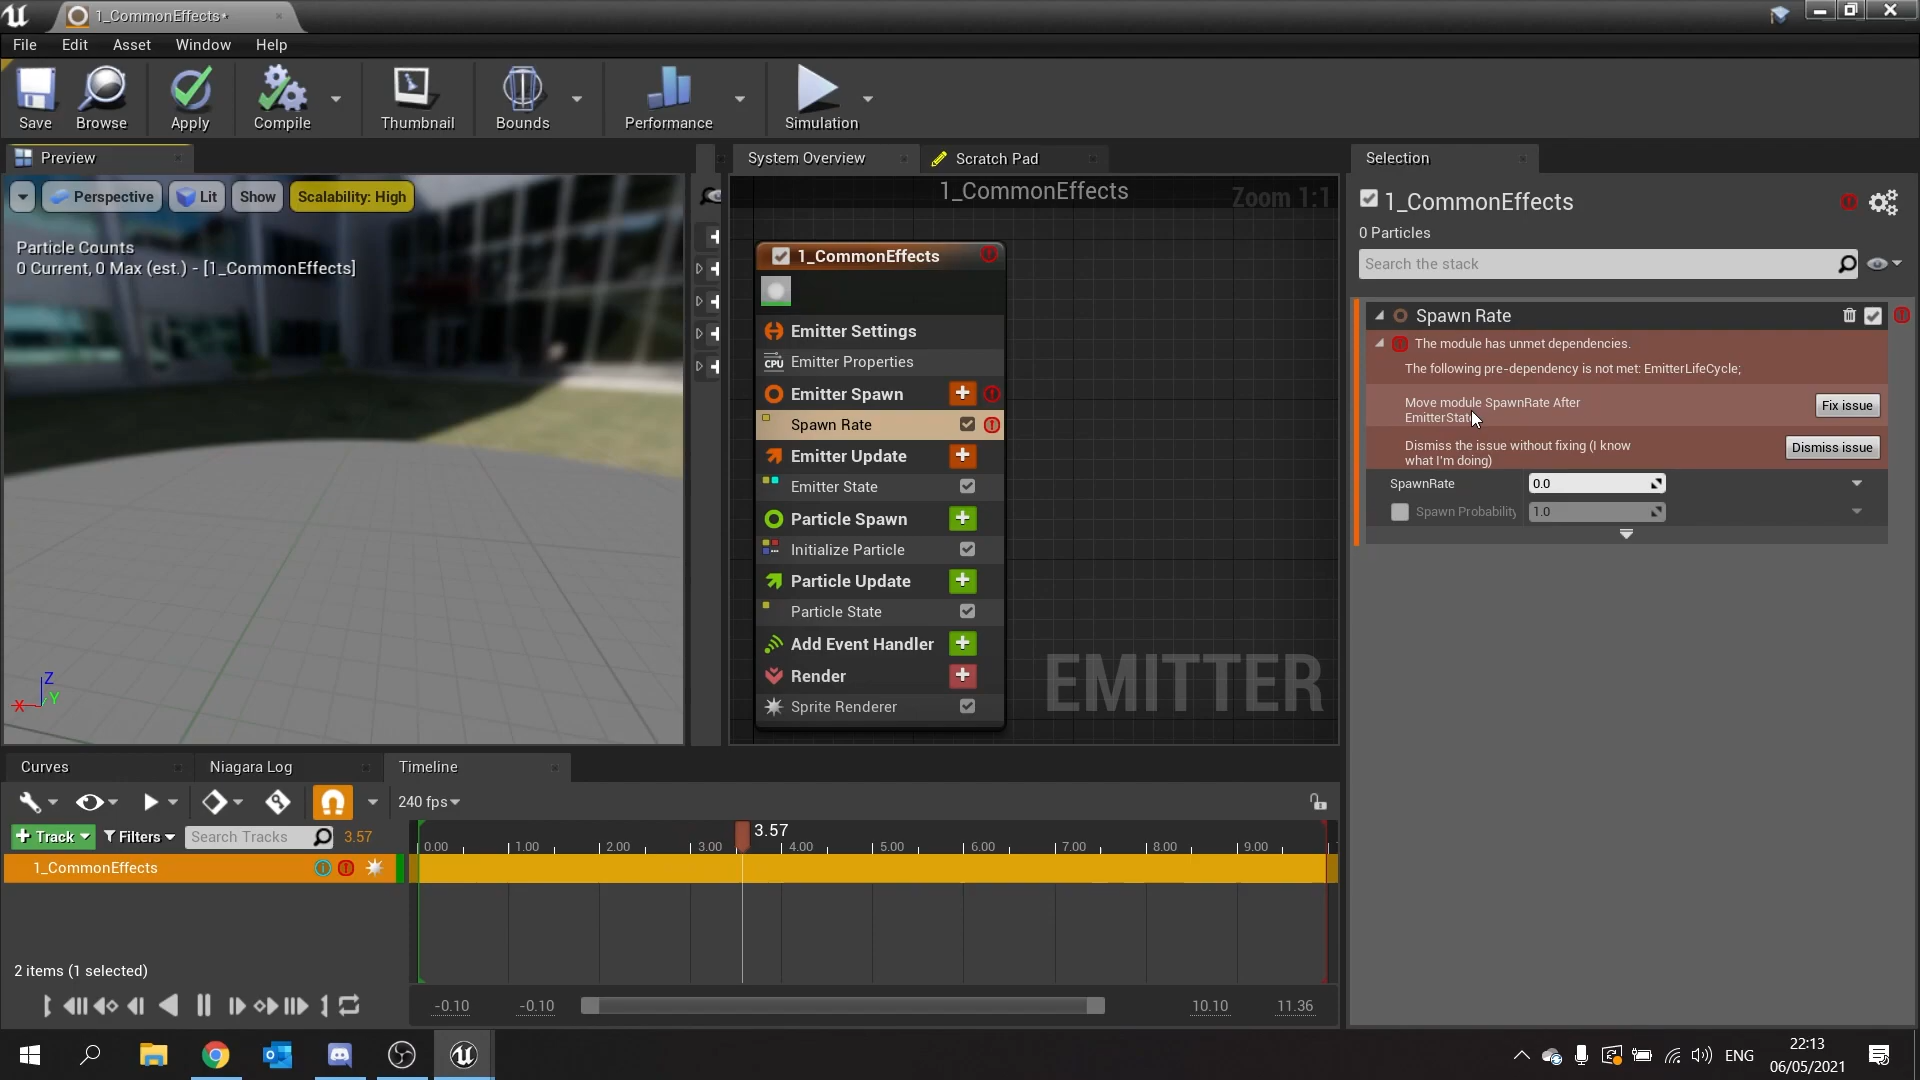 1_CommonEffects*
File Edit Asset Window Help
Save Browse Apply Compile Thumbnail Bounds Performance Simulation
Preview
Perspective Lit Show Scalability: High
Particle Counts
0 Current, 0 Max (est.) - [1_CommonEffects]
Z
X Y
System Overview Scratch Pad
1_CommonEffects Zoom 1:1
1_CommonEffects
Emitter Settings
CPU Emitter Properties
Emitter Spawn
Spawn Rate
Emitter Update
Emitter State
Particle Spawn
Initialize Particle
Particle Update
Particle State
Add Event Handler
Render
Sprite Renderer
EMITTER
Selection
1_CommonEffects
0 Particles
Search the stack
Spawn Rate
The module has unmet dependencies.
The following pre-dependency is not met: EmitterLifeCycle;
Move module SpawnRate After
EmitterState
Fix issue
Dismiss the issue without fixing (I know
what I'm doing)
Dismiss issue
SpawnRate 0.0
Spawn Probability 1.0
Curves Niagara Log Timeline
240 fps
+ Track Filters Search Tracks 3.57
3.57
0.00 1.00 2.00 3.00 4.00 5.00 6.00 7.00 8.00 9.00
1_CommonEffects
2 items (1 selected)
-0.10 -0.10 10.10 11.36
ENG
22:13
06/05/2021